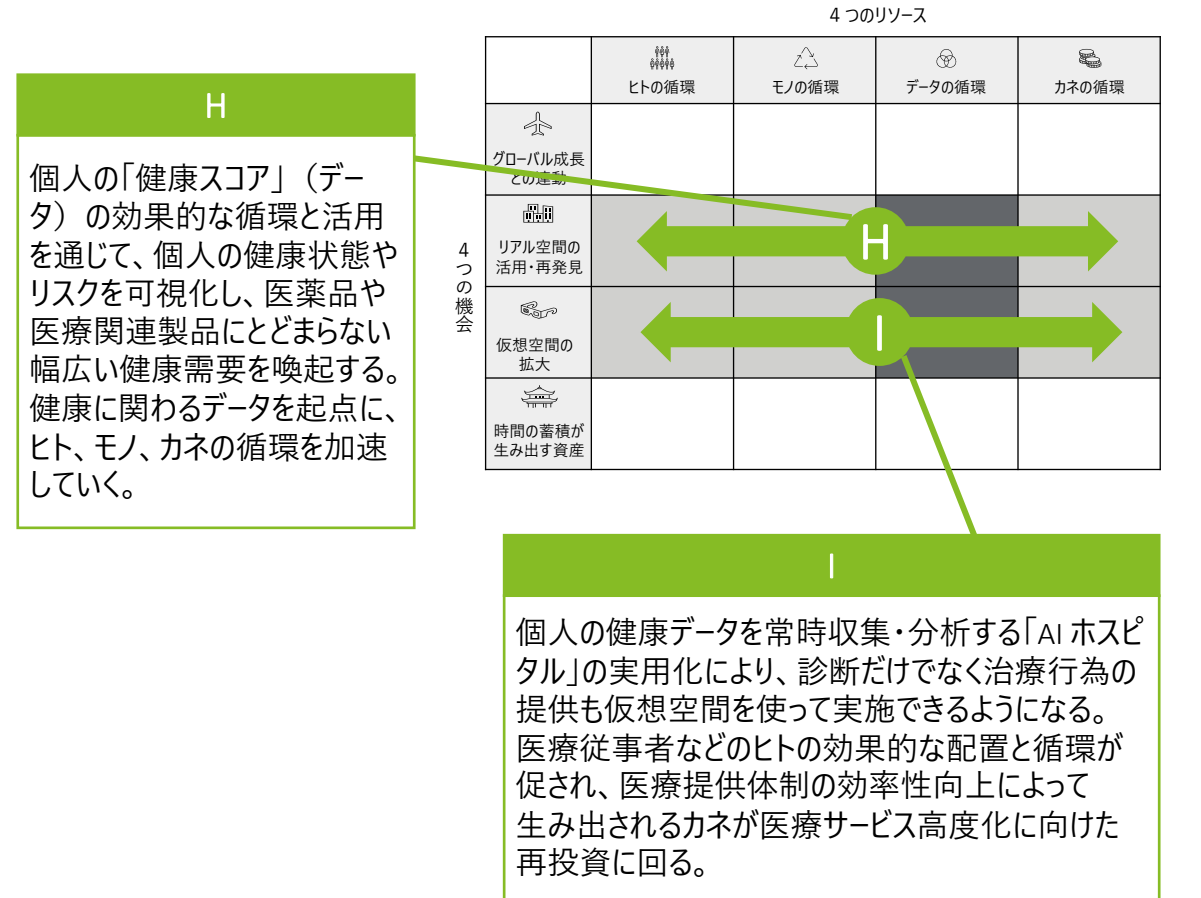 4 つのリソース
ヒトの循環
モノの循環
データの循環
カネの循環
4つの機会
グローバル成長
との連動
リアル空間の
活用・再発見
仮想空間の
拡大
時間の蓄積が
生み出す資産
H
I
H
個人の「健康スコア」（デー
タ）の効果的な循環と活用
を通じて、個人の健康状態や
リスクを可視化し、医薬品や
医療関連製品にとどまらない
幅広い健康需要を喚起する。
健康に関わるデータを起点に、
ヒト、モノ、カネの循環を加速
していく。
I
個人の健康データを常時収集・分析する「AI ホスピ
タル」の実用化により、診断だけでなく治療行為の
提供も仮想空間を使って実施できるようになる。
医療従事者などのヒトの効果的な配置と循環が
促され、医療提供体制の効率性向上によって
生み出されるカネが医療サービス高度化に向けた
再投資に回る。